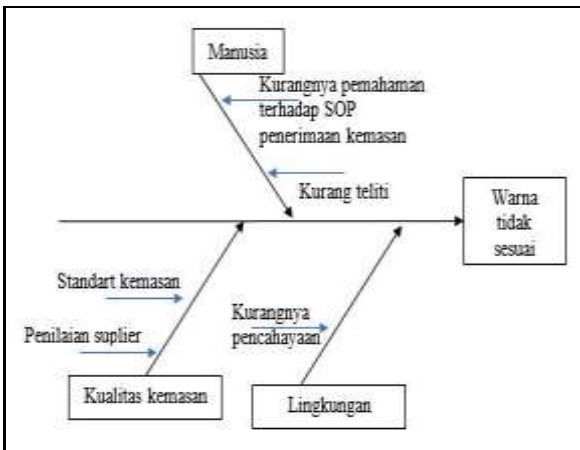 Manusia
Kurangnya pemahaman
terhadap SOP
penerimaan kemasan
Kurang teliti
Warna
tidak
sesuai
Standart kemasan
Penilaian suplier
Kurangnya
pencahayaan
Kualitas kemasan
Lingkungan